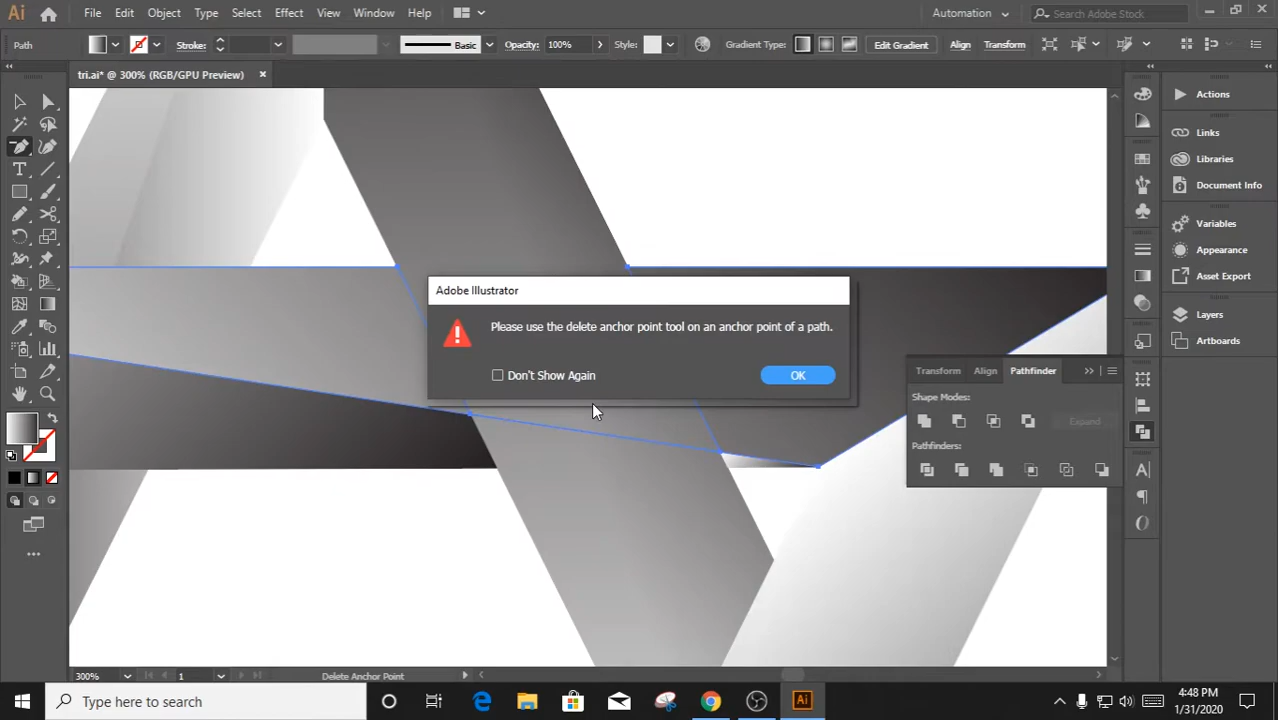 Ai File Edit Object Type Select Effect View Window Help Automation Search Adobe Stock
Path Stroke: Basic Opacity: 100% Style: Gradient Type: Edit Gradient Align Transform
tri.ai* @ 300% (RGB/GPU Preview) ×
Actions
Links
Libraries
Document Info
Variables
Appearance
Asset Export
Layers
Artboards
Adobe Illustrator
Please use the delete anchor point tool on an anchor point of a path.
Don't Show Again OK
Transform Align Pathfinder
Shape Modes:
Expand
Pathfinders:
300% 1 Delete Anchor Point
Type here to search
Ai
4:48 PM
1/31/2020